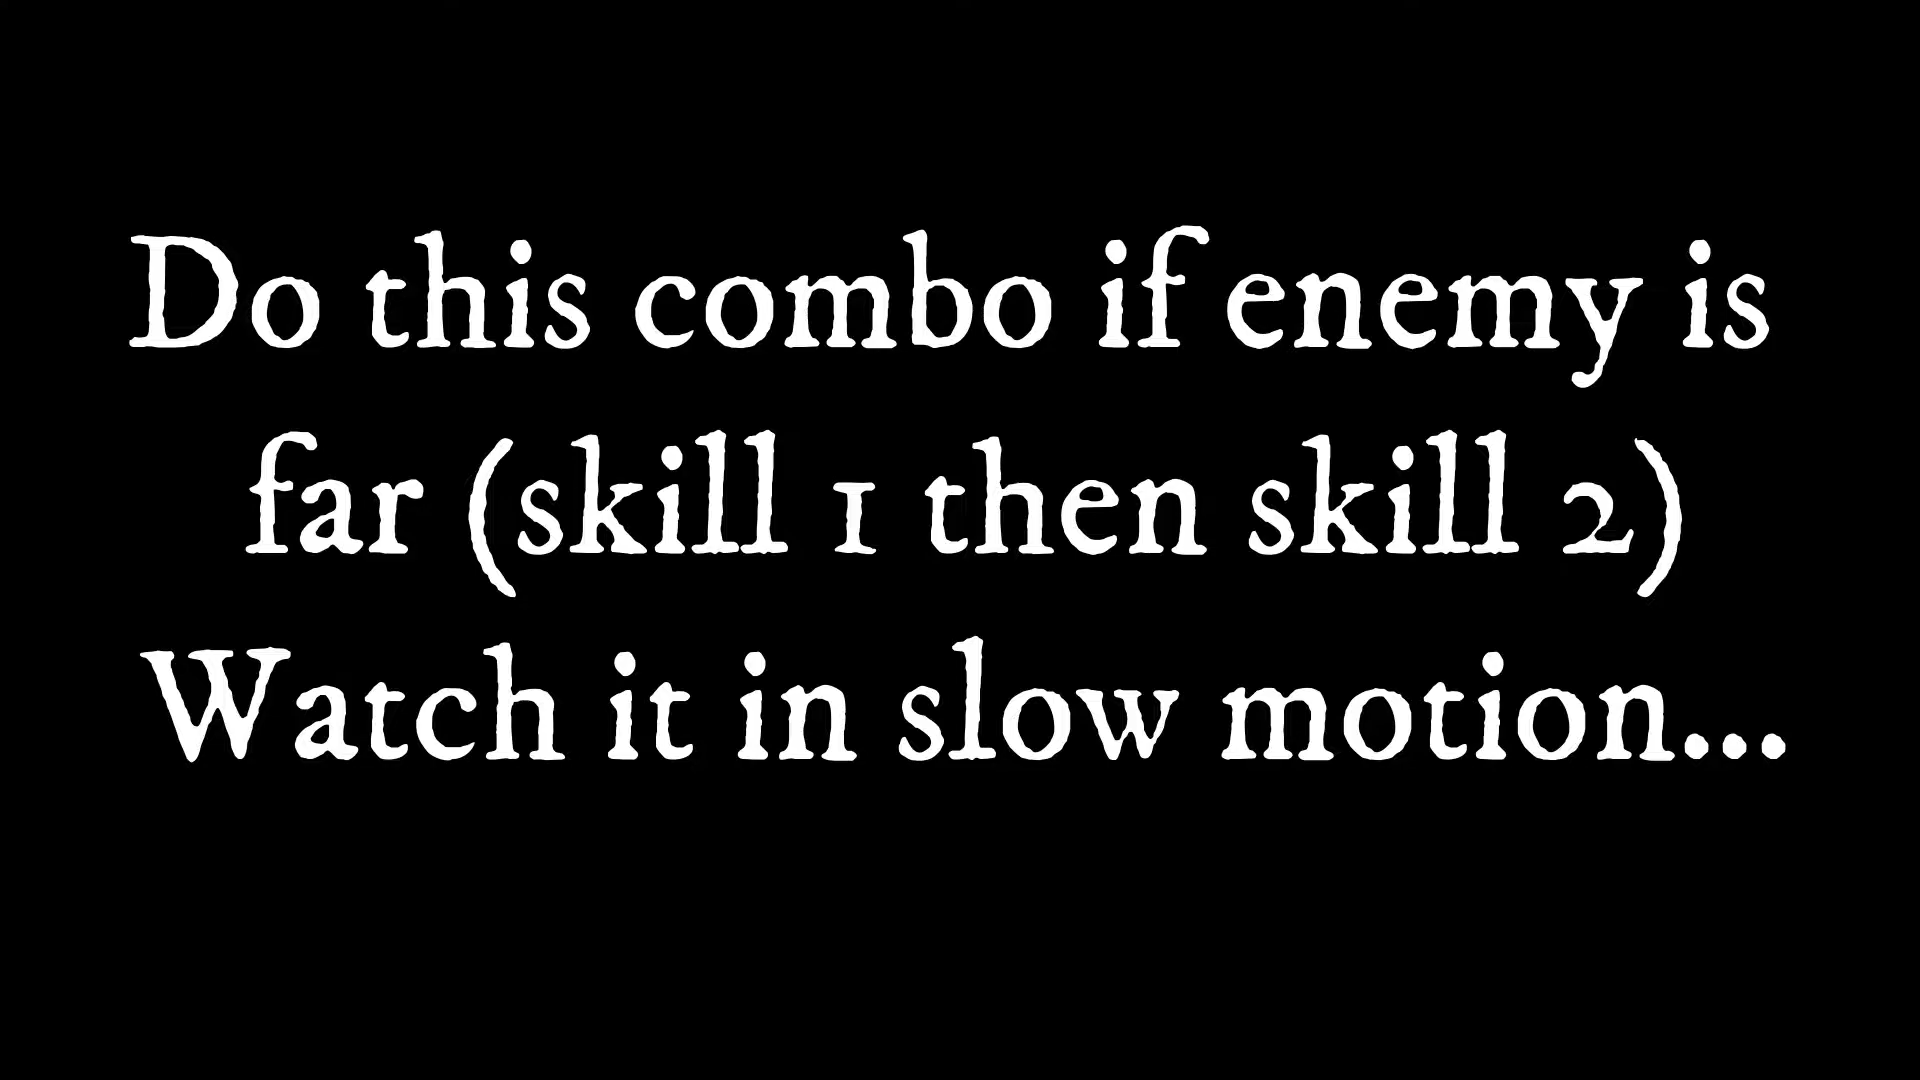 Do this combo if enemy is
far (skill 1 then skill 2)
Watch it in slow motion...